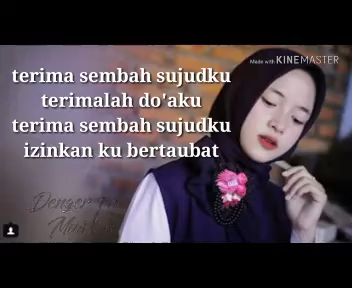 Made with KINEMASTER
terima sembah sujudku
terimalah do'aku
terima sembah sujudku
izinkan ku bertaubat